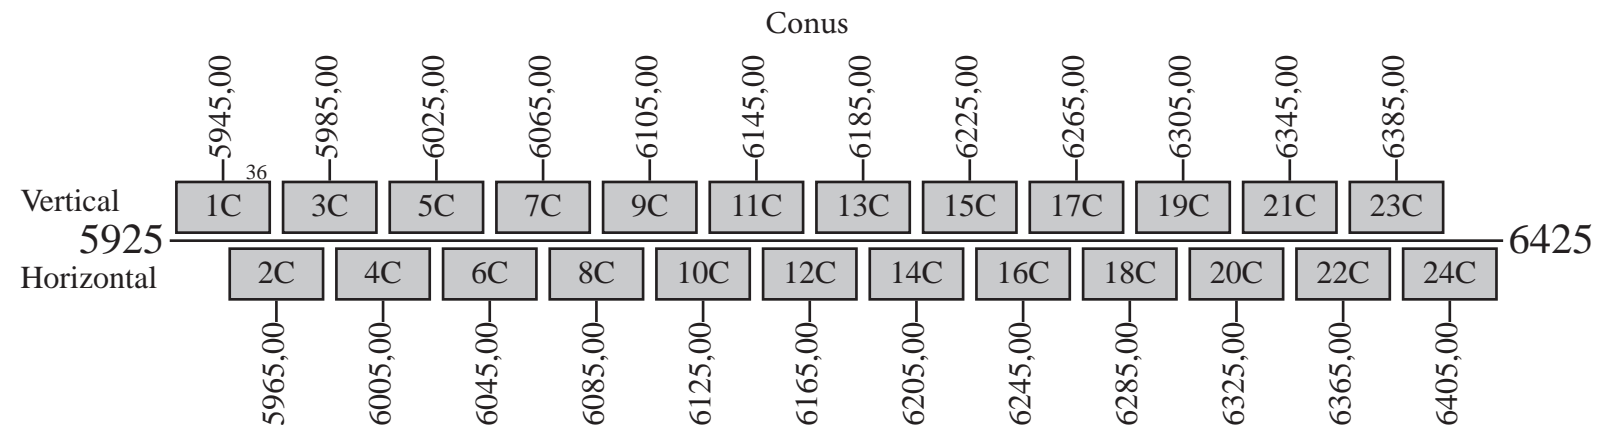 Conus
5945,00 5985,00 6025,00 6065,00 6105,00 6145,00 6185,00 6225,00 6265,00 6305,00 6345,00 6385,00
36
Vertical 1C 3C 5C 7C 9C 11C 13C 15C 17C 19C 21C 23C
5925 6425
Horizontal 2C 4C 6C 8C 10C 12C 14C 16C 18C 20C 22C 24C
5965,00 6005,00 6045,00 6085,00 6125,00 6165,00 6205,00 6245,00 6285,00 6325,00 6365,00 6405,00